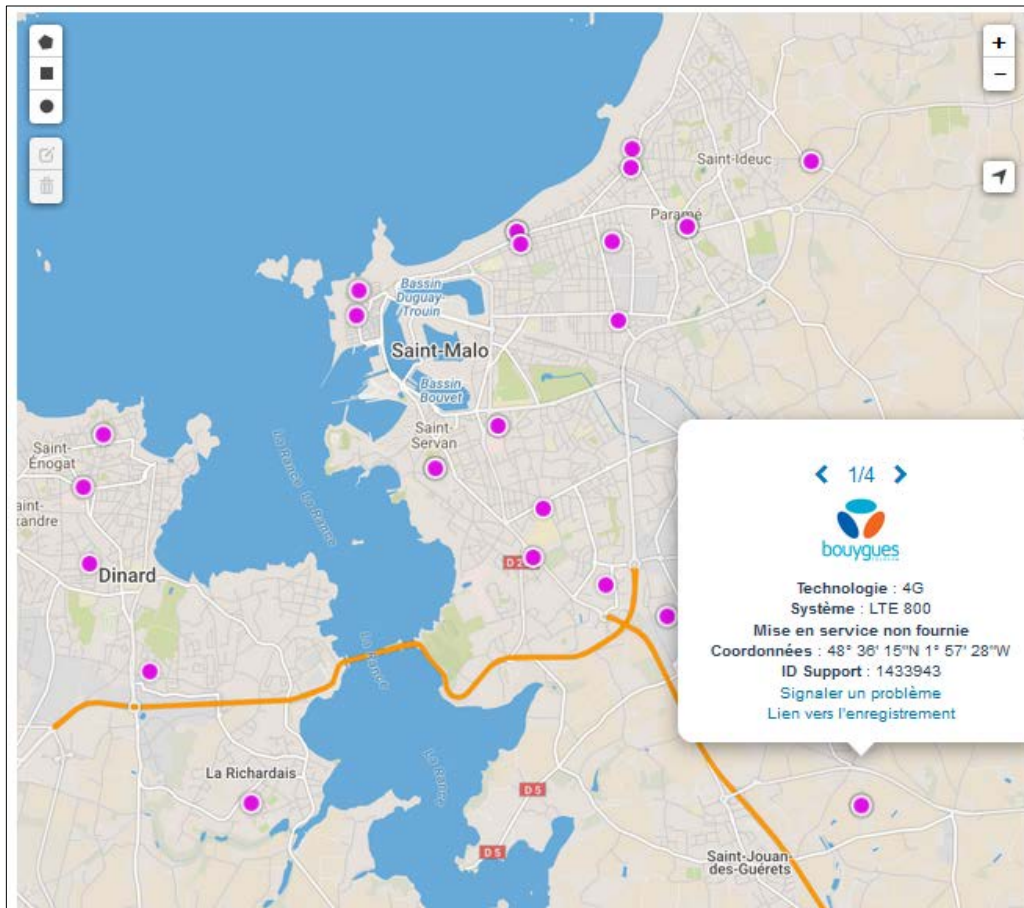 +
−
Saint-Ideuc
Paramé
Bassin
Duguay-
Trouin
Saint-Malo
Bassin
Bouvet
Saint-
Servan
Saint-
Énogat
aint-
xandre
La Rance La Rance
Dinard
D 2
La Rance
La Rance
La Richardais
D 5
D 5
Saint-Jouan-
des-Guérets
1/4
bouygues
Technologie : 4G
Système : LTE 800
Mise en service non fournie
Coordonnées : 48° 36' 15"N 1° 57' 28"W
ID Support : 1433943
Signaler un problème
Lien vers l'enregistrement